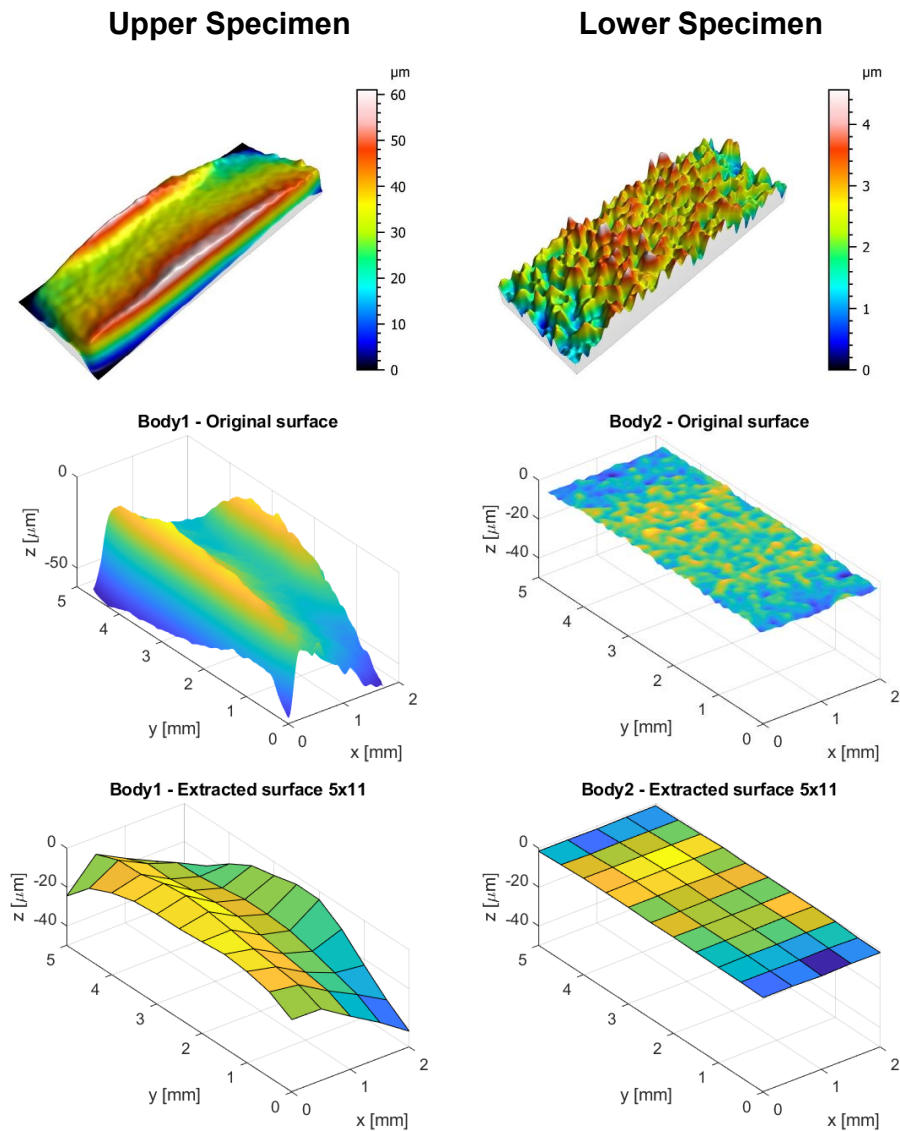 Upper Specimen
Lower Specimen
µm
60
50
40
30
20
10
0
µm
4
3
2
1
0
Body1 - Original surface
0
-50
z [µm]
5
4
3
2
1
0
y [mm]
0
1
2
x [mm]
Body2 - Original surface
0
-20
-40
z [µm]
5
4
3
2
1
0
y [mm]
0
1
2
x [mm]
Body1 - Extracted surface 5x11
0
-20
-40
z [µm]
5
4
3
2
1
0
y [mm]
0
1
2
x [mm]
Body2 - Extracted surface 5x11
0
-20
-40
z [µm]
5
4
3
2
1
0
y [mm]
0
1
2
x [mm]